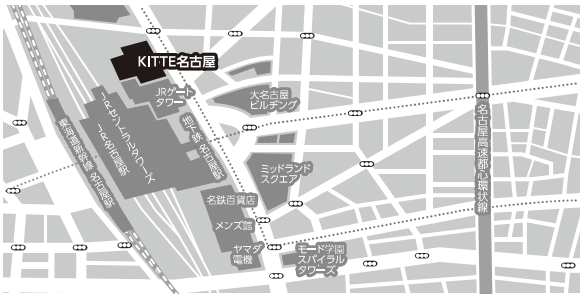 KITTE名古屋
JRゲート
タワー
大名古屋
ビルヂング
JRセントラルタワーズ
JR名古屋駅
東海道新幹線 名古屋駅
地下鉄 名古屋駅
名古屋高速都心環状線
ミッドランド
スクエア
名鉄百貨店
メンズ館
ヤマダ
電機
モード学園
スパイラル
タワーズ